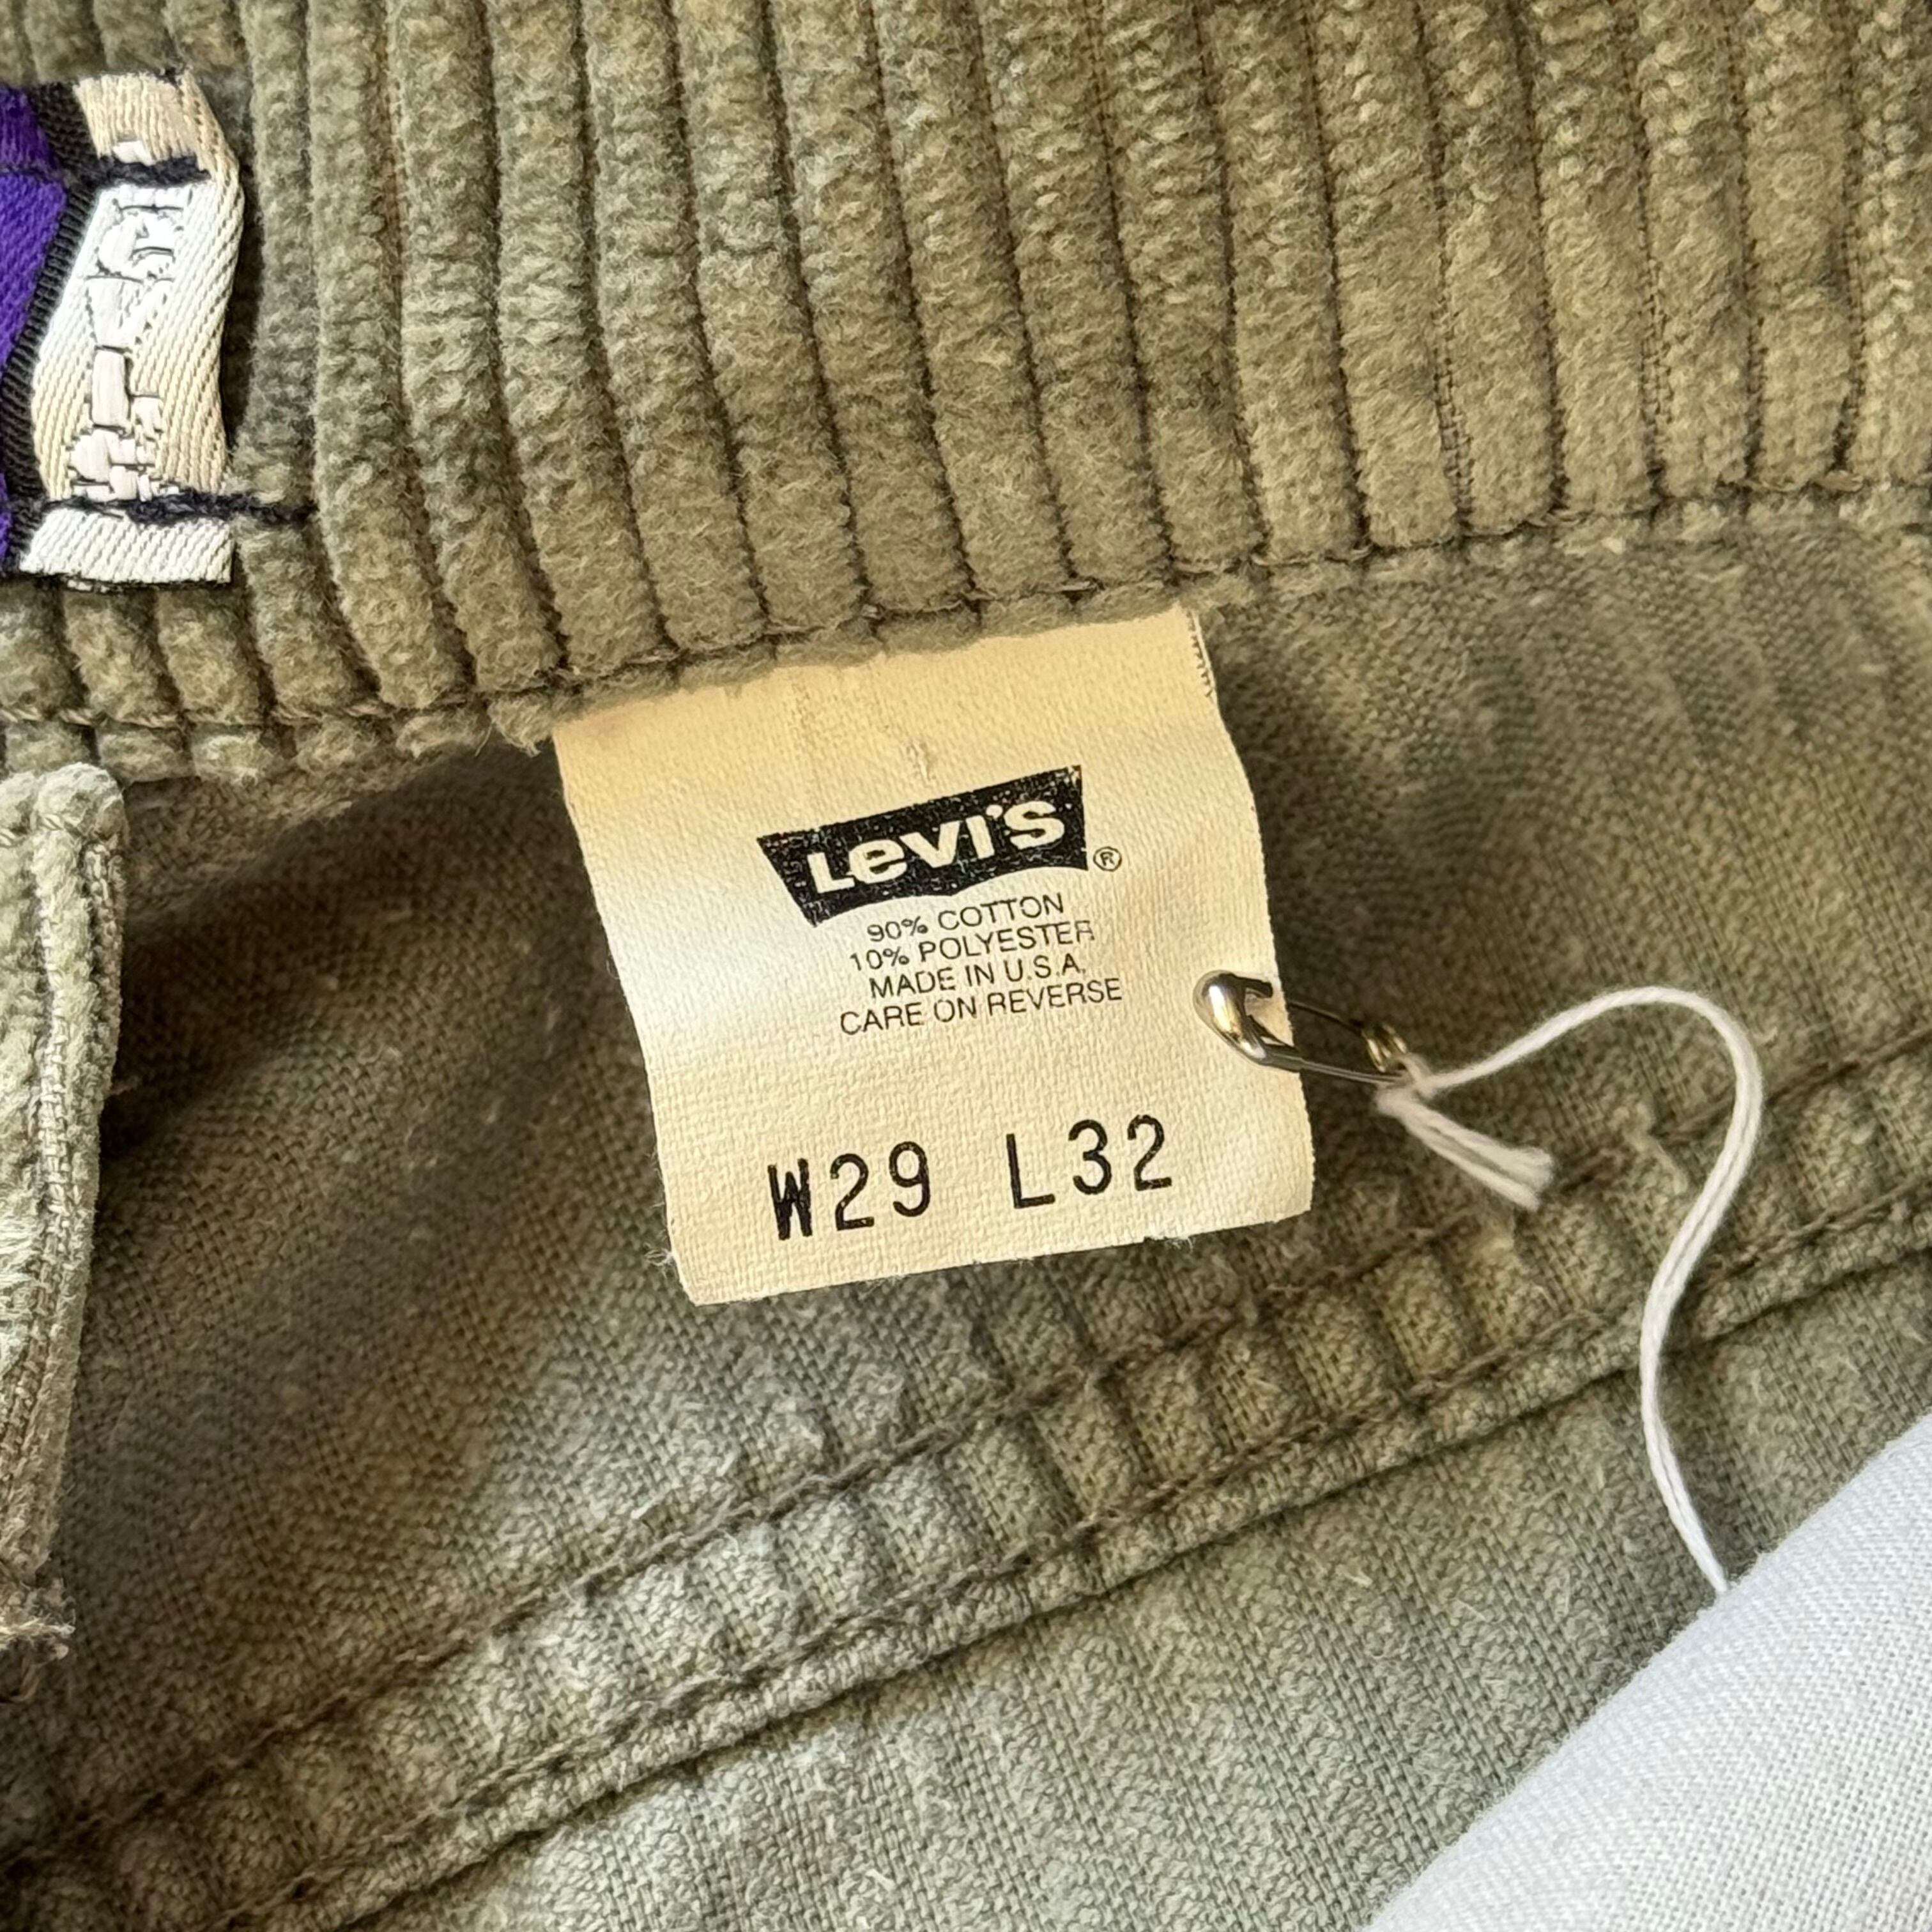 Levi's®
90% COTTON
10% POLYESTER
MADE IN U.S.A.
CARE ON REVERSE
W29 L32